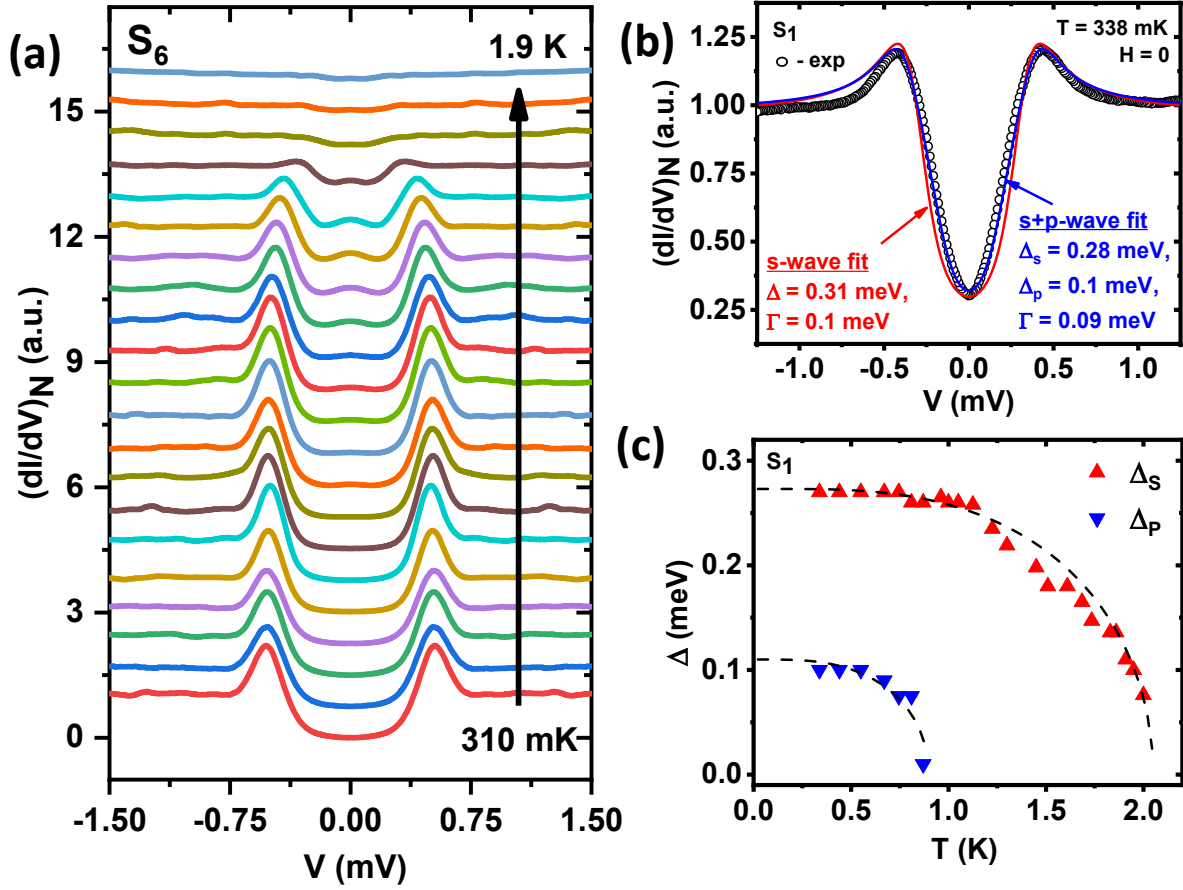 (a)
S6
1.9 K
310 mK
(dI/dV)N (a.u.)
15
12
9
6
3
0
-1.50
-0.75
0.00
0.75
1.50
V (mV)
(b)
S1
o - exp
T = 338 mK
H = 0
(dI/dV)N (a.u.)
1.25
1.00
0.75
0.50
0.25
s-wave fit
Δ = 0.31 meV,
Γ = 0.1 meV
s+p-wave fit
Δs = 0.28 meV,
Δp = 0.1 meV,
Γ = 0.09 meV
-1.0
-0.5
0.0
0.5
1.0
V (mV)
(c)
S1
ΔS
ΔP
Δ (meV)
0.3
0.2
0.1
0.0
0.0
0.5
1.0
1.5
2.0
T (K)